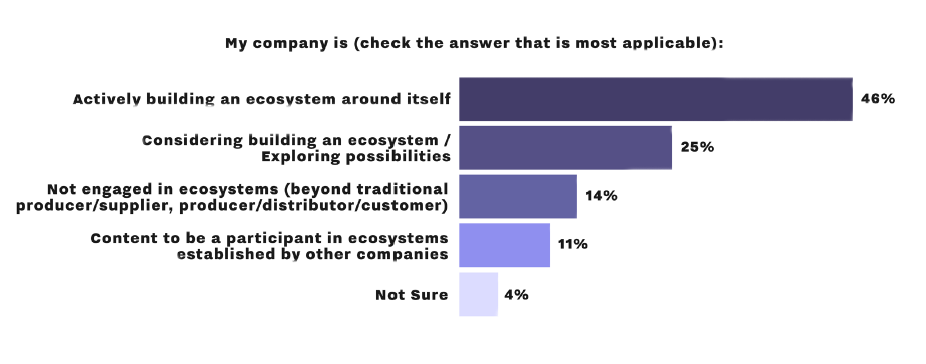 My company is (check the answer that is most applicable):
Actively building an ecosystem around itself
46%
Considering building an ecosystem /
Exploring possibilities
25%
Not engaged in ecosystems (beyond traditional
producer/supplier, producer/distributor/customer)
14%
Content to be a participant in ecosystems
established by other companies
11%
Not Sure
4%